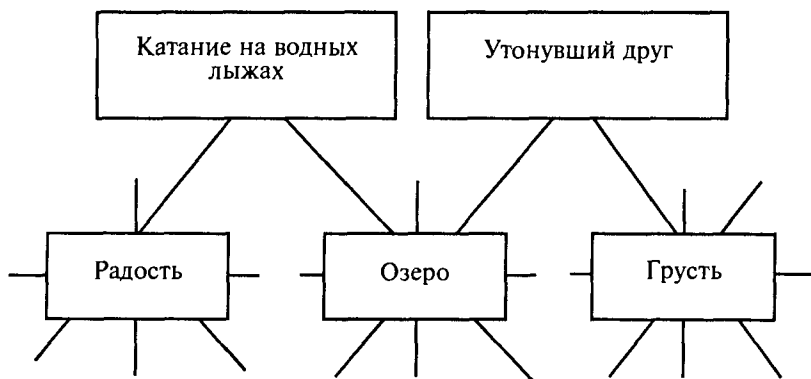 Катание на водных
лыжах
Утонувший друг
Радость
Озеро
Грусть